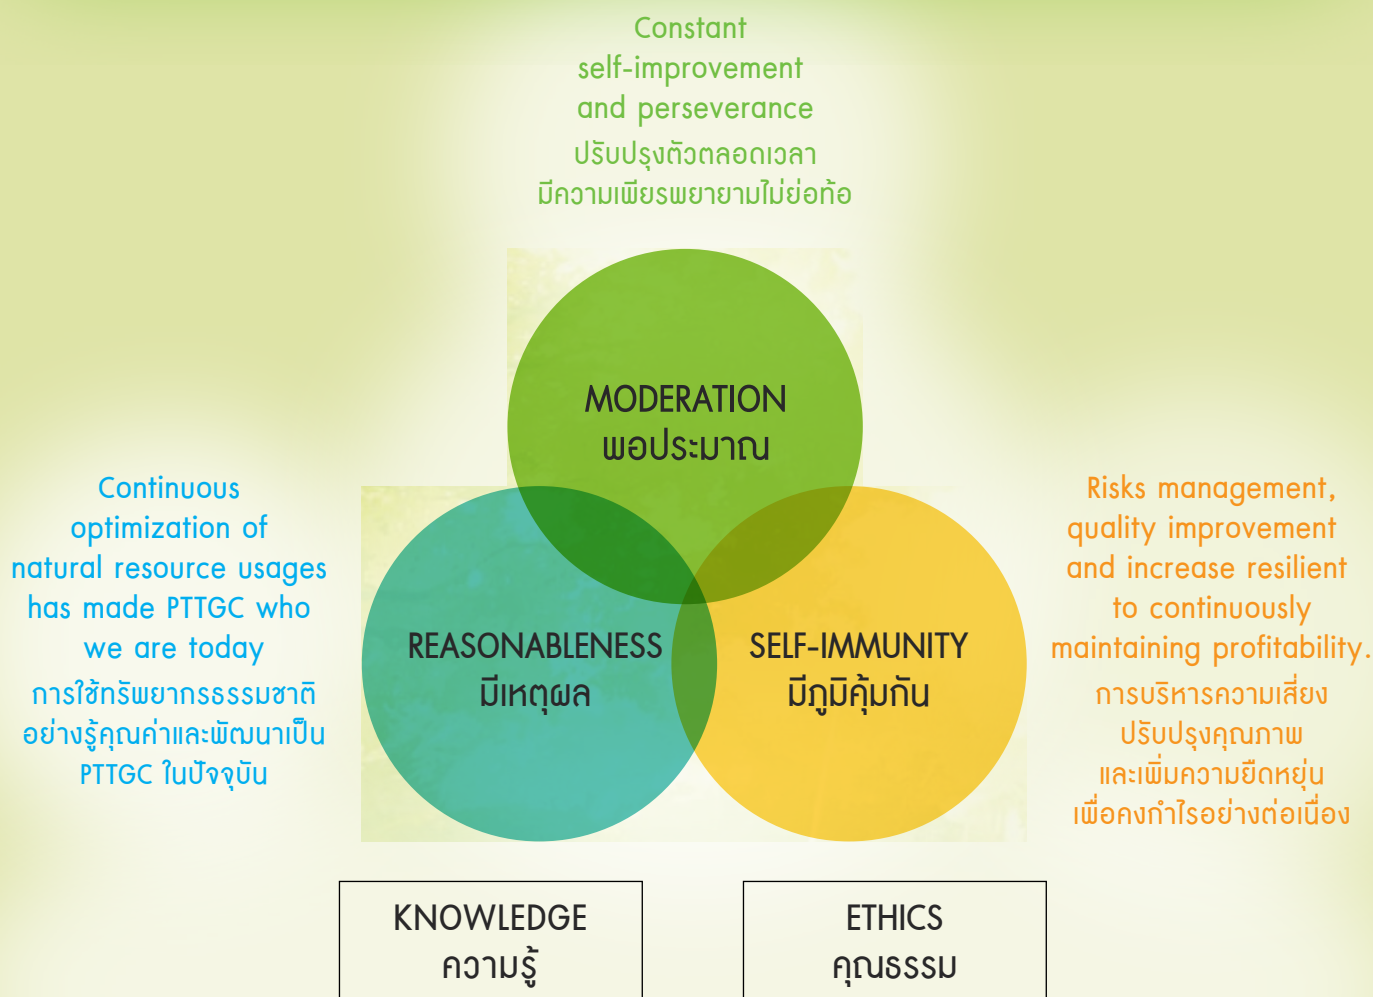 Constant
self-improvement
and perseverance
ปรับปรุงตัวตลอดเวลา
มีความเพียรพยายามไม่ย่อท้อ
MODERATION
พอประมาณ
Continuous
optimization of
natural resource usages
has made PTTGC who
we are today
การใช้ทรัพยากรธรรมชาติ
อย่างรู้คุณค่าและพัฒนาเป็น
PTTGC ในปัจจุบัน
REASONABLENESS
มีเหตุผล
SELF-IMMUNITY
มีภูมิคุ้มกัน
Risks management,
quality improvement
and increase resilient
to continuously
maintaining profitability.
การบริหารความเสี่ยง
ปรับปรุงคุณภาพ
และเพิ่มความยืดหยุ่น
เพื่อคงกำไรอย่างต่อเนื่อง
KNOWLEDGE
ความรู้
ETHICS
คุณธรรม